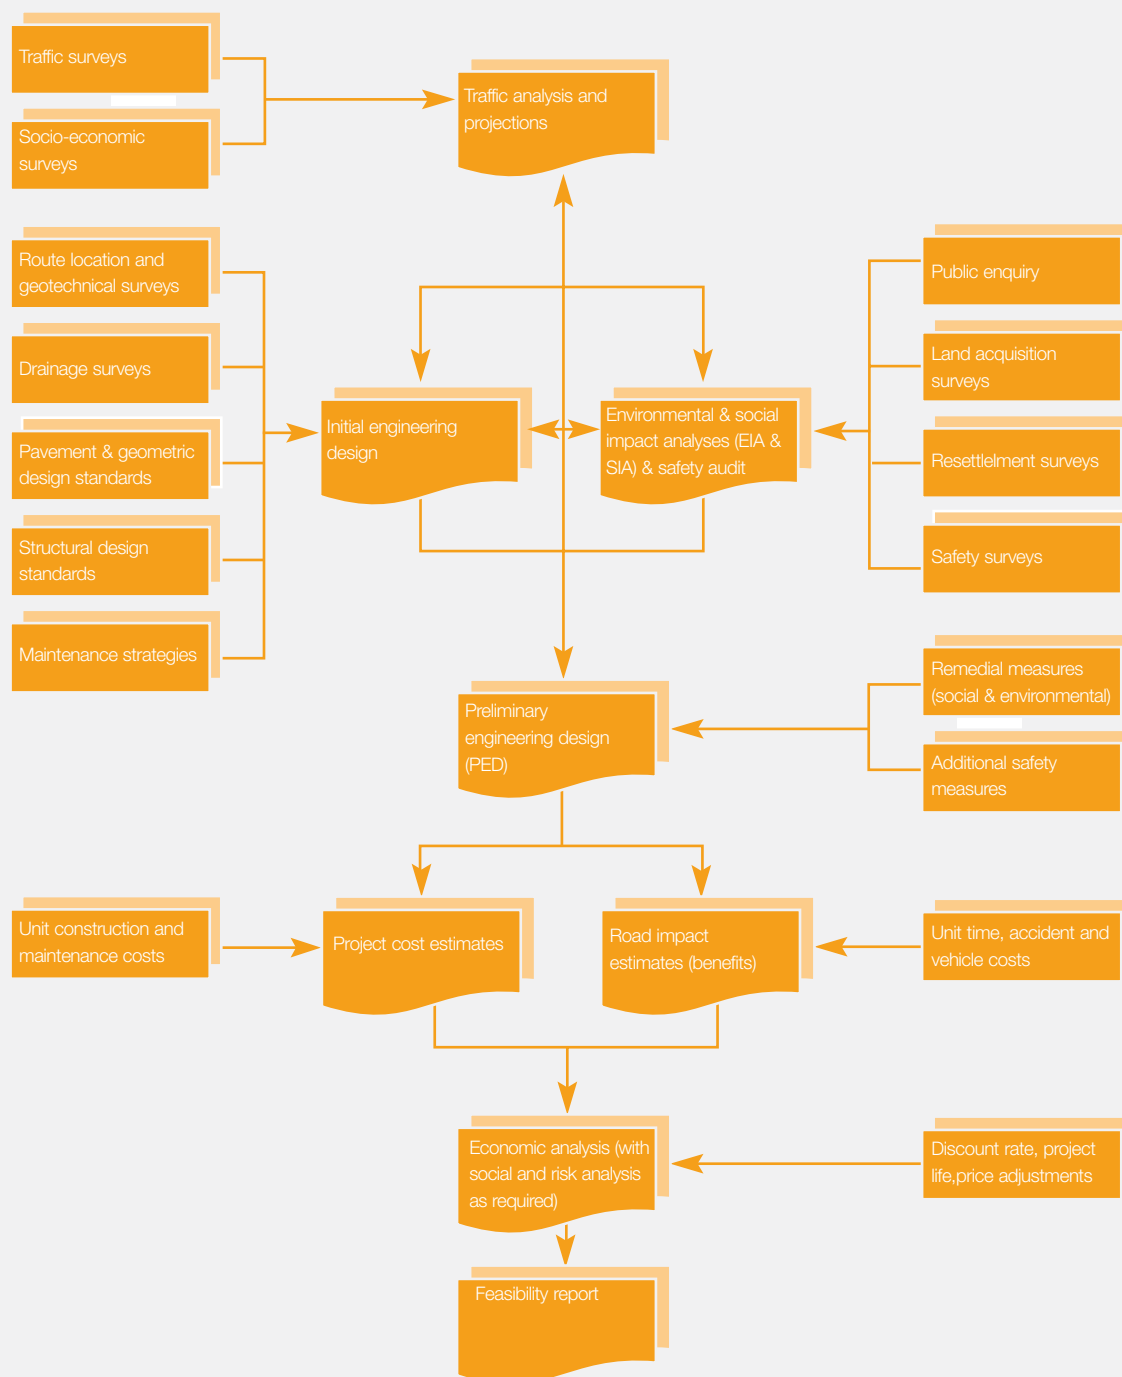 Traffic surveys
Socio-economic
surveys
Traffic analysis and
projections
Route location and
geotechnical surveys
Drainage surveys
Pavement & geometric
design standards
Structural design
standards
Maintenance strategies
Initial engineering
design
Environmental & social
impact analyses (EIA &
SIA) & safety audit
Public enquiry
Land acquisition
surveys
Resettlelment surveys
Safety surveys
Preliminary
engineering design
(PED)
Remedial measures
(social & environmental)
Additional safety
measures
Unit construction and
maintenance costs
Project cost estimates
Road impact
estimates (benefits)
Unit time, accident and
vehicle costs
Economic analysis (with
social and risk analysis
as required)
Discount rate, project
life,price adjustments
Feasibility report